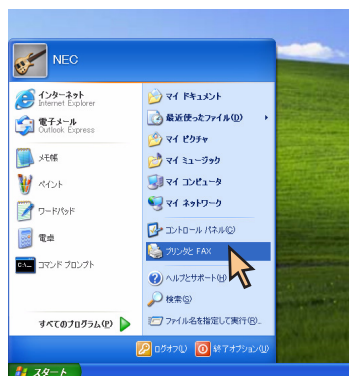 NEC
インターネット
Internet Explorer
電子メール
Outlook Express
メモ帳
ペイント
ワードパッド
電卓
コマンド プロンプト
すべてのプログラム(P)
マイ ドキュメント
最近使ったファイル(D)
マイ ピクチャ
マイ ミュージック
マイ コンピュータ
マイ ネットワーク
コントロール パネル(C)
プリンタと FAX
ヘルプとサポート(H)
検索(S)
ファイル名を指定して実行(R)...
ログオフ(L)
終了オプション(U)
スタート